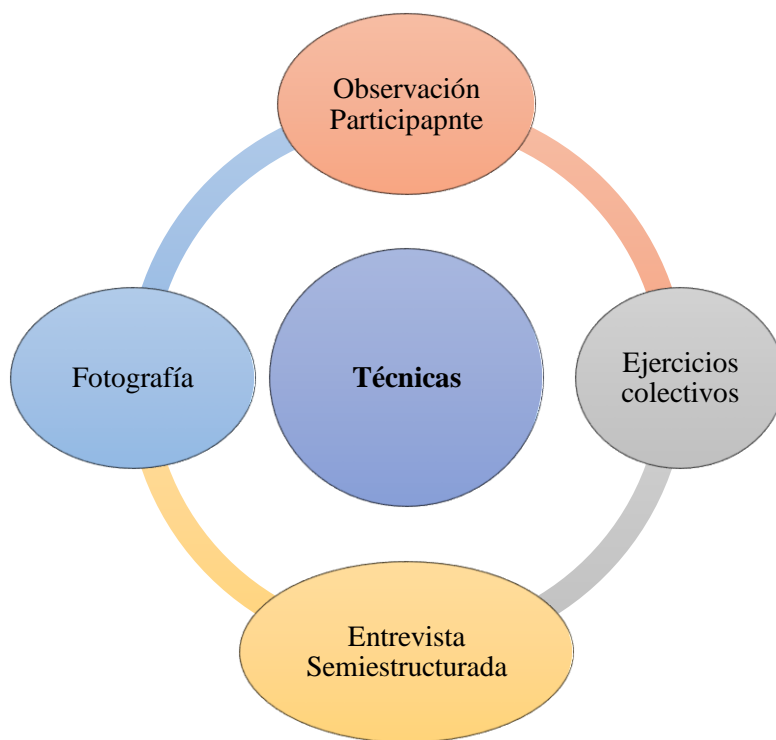 Observación
Participapnte
Fotografía
Técnicas
Ejercicios
colectivos
Entrevista
Semiestructurada